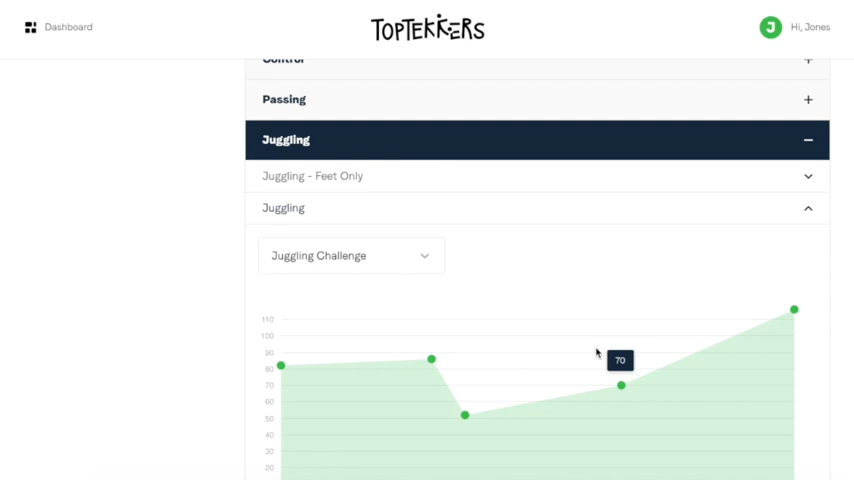 Dashboard
TOPTEKKERS
J
Hi, Jones
Control
Passing
Juggling
Juggling - Feet Only
Juggling
Juggling Challenge
110
100
90
80
70
60
50
40
30
20
70